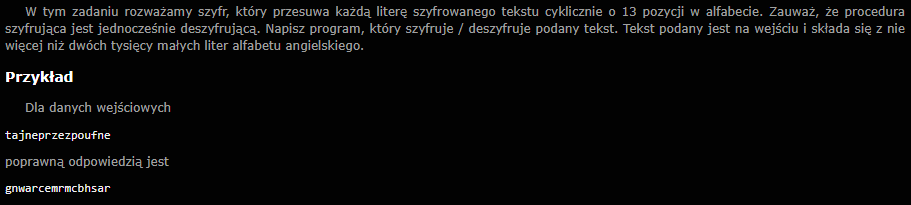 W tym zadaniu rozważamy szyfr, który przesuwa każdą literę szyfrowanego tekstu cyklicznie o 13 pozycji w alfabecie. Zauważ, że procedura
szyfrująca jest jednocześnie deszyfrującą. Napisz program, który szyfruje / deszyfruje podany tekst. Tekst podany jest na wejściu i składa się z nie
więcej niż dwóch tysięcy małych liter alfabetu angielskiego.
Przykład
Dla danych wejściowych
tajneprzezpoufne
poprawną odpowiedzią jest
gnwarcemrmcbhsar